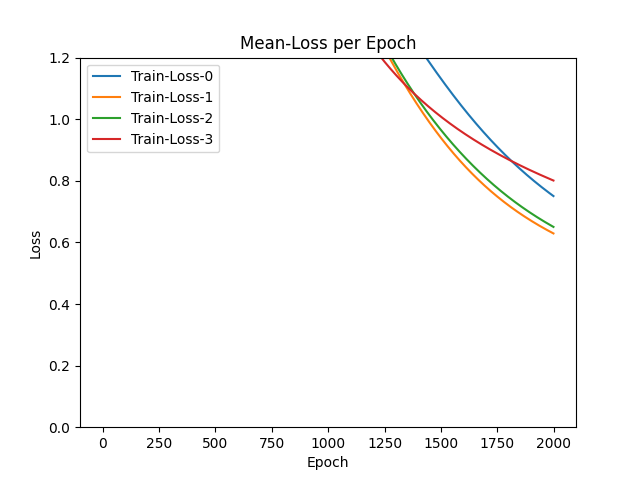 Mean-Loss per Epoch
Train-Loss-0
Train-Loss-1
Train-Loss-2
Train-Loss-3
1.2
1.0
0.8
0.6
0.4
0.2
0.0
Loss
0 250 500 750 1000 1250 1500 1750 2000
Epoch